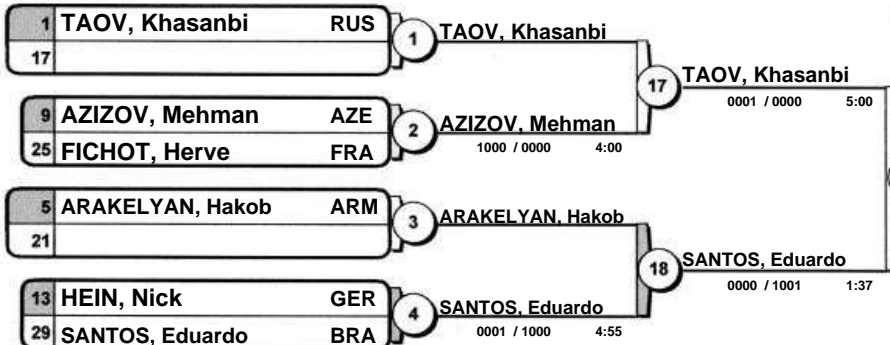 1 TAOV, Khasanbi RUS
17
1
TAOV, Khasanbi
9 AZIZOV, Mehman AZE
25 FICHOT, Herve FRA
2
AZIZOV, Mehman
1000 / 0000 4:00
17
TAOV, Khasanbi
0001 / 0000 5:00
5 ARAKELYAN, Hakob ARM
21
3
ARAKELYAN, Hakob
13 HEIN, Nick GER
29 SANTOS, Eduardo BRA
4
SANTOS, Eduardo
0001 / 1000 4:55
18
SANTOS, Eduardo
0000 / 1001 1:37